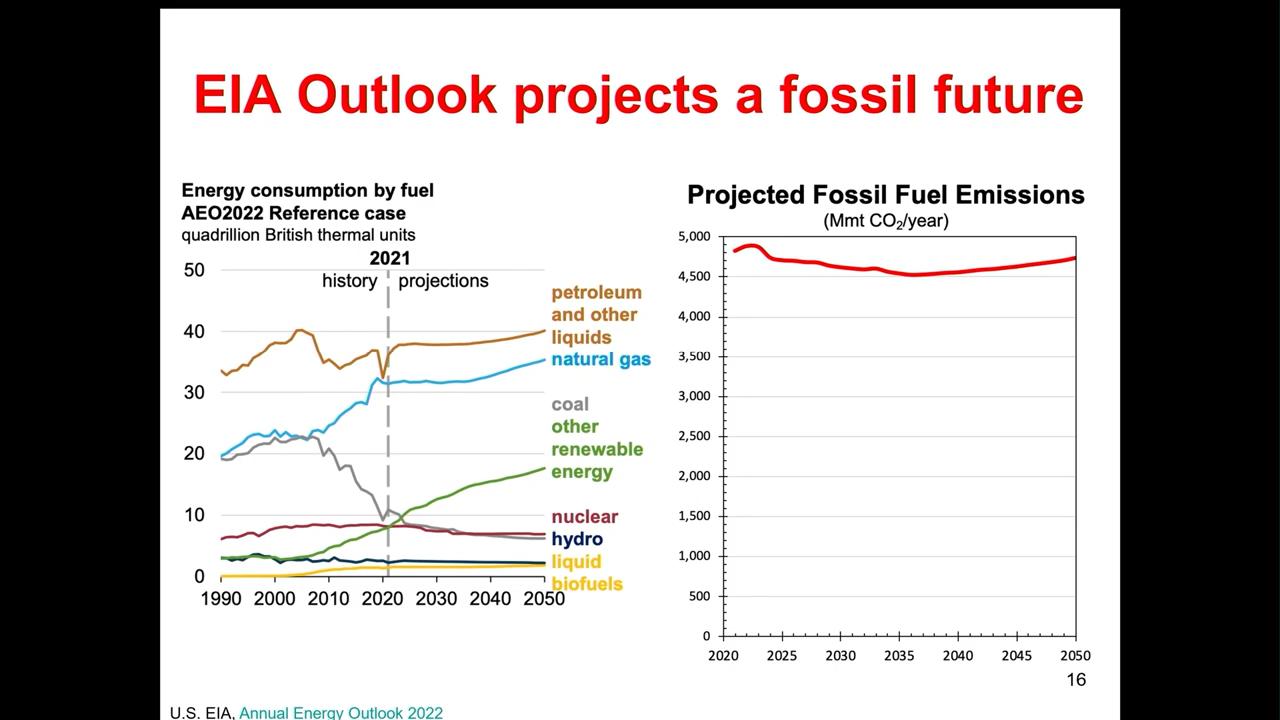 EIA Outlook projects a fossil future
Energy consumption by fuel
AEO2022 Reference case
quadrillion British thermal units
2021
history
projections
50
40
30
20
10
0
1990
2000
2010
2020
2030
2040
2050
petroleum
and other
liquids
natural gas
coal
other
renewable
energy
nuclear
hydro
liquid
biofuels
Projected Fossil Fuel Emissions
(Mmt CO₂/year)
5,000
4,500
4,000
3,500
3,000
2,500
2,000
1,500
1,000
500
0
2020
2025
2030
2035
2040
2045
2050
16
U.S. EIA, Annual Energy Outlook 2022